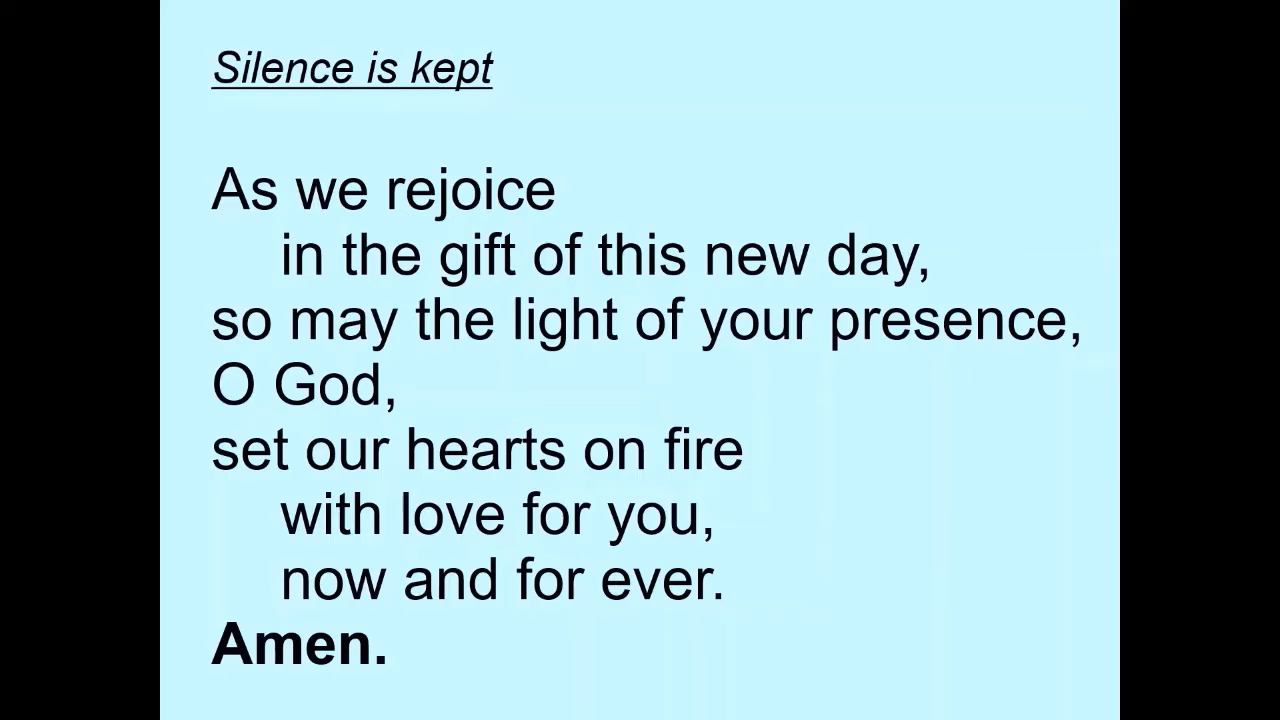 Silence is kept
As we rejoice
in the gift of this new day,
so may the light of your presence,
O God,
set our hearts on fire
with love for you,
now and for ever.
Amen.